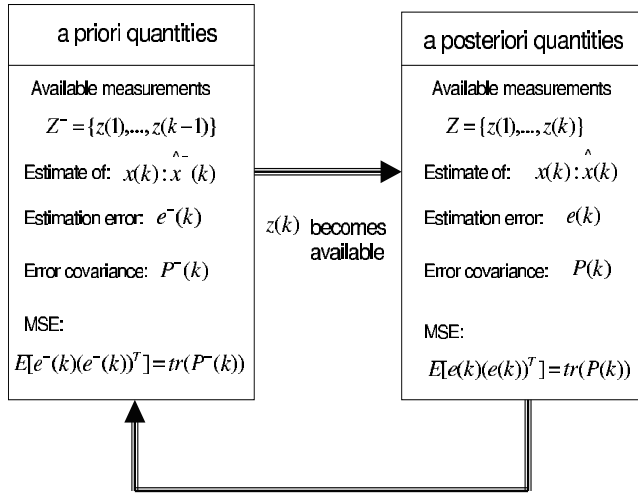 a priori quantities
Available measurements
Z⁻ = {z(1),...,z(k−1)}
Estimate of: x(k): x̂⁻(k)
Estimation error: e⁻(k)
Error covariance: P⁻(k)
MSE:
E[e⁻(k)(e⁻(k))ᵀ] = tr(P⁻(k))
z(k) becomes
available
a posteriori quantities
Available measurements
Z = {z(1),...,z(k)}
Estimate of: x(k): x̂(k)
Estimation error: e(k)
Error covariance: P(k)
MSE:
E[e(k)(e(k))ᵀ] = tr(P(k))